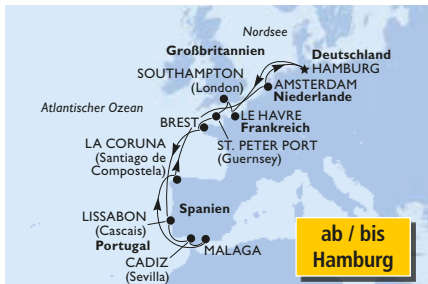 Nordsee
Großbritannien
Deutschland
HAMBURG
SOUTHAMPTON
(London)
AMSTERDAM
Niederlande
Atlantischer Ozean
LE HAVRE
BREST
Frankreich
ST. PETER PORT
(Guernsey)
LA CORUNA
(Santiago de
Compostela)
LISSABON
(Cascais)
Spanien
Portugal
CADIZ
(Sevilla)
MALAGA
ab / bis
Hamburg